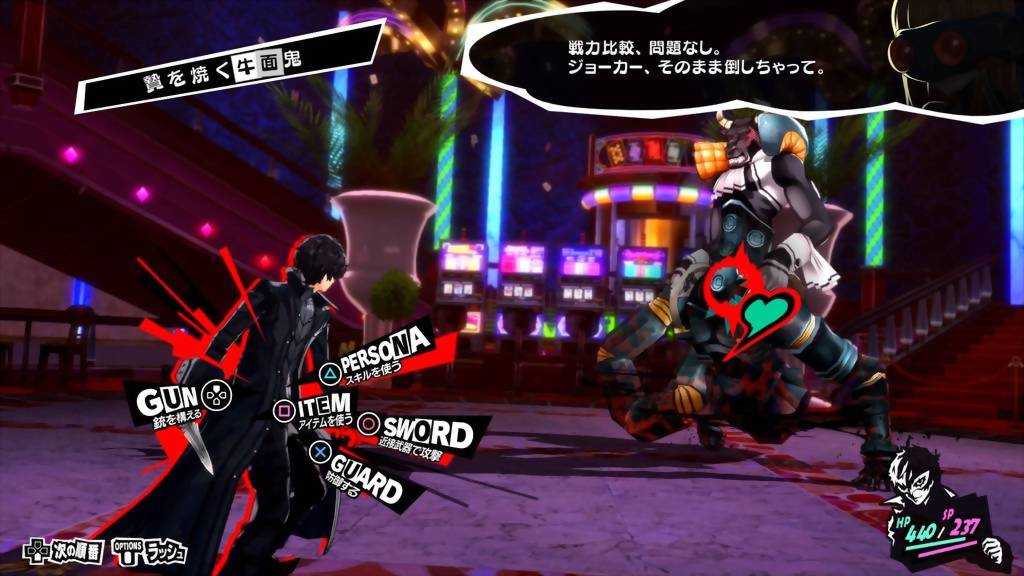 贄を焼く牛面鬼
戦力比較、問題なし。
ジョーカー、そのまま倒しちゃって。
PERSONA
スキルを使う
GUN
銃を構える
ITEM
アイテムを使う
SWORD
近接武器で攻撃
GUARD
防御する
HP 440 / SP 237
次の順番 OPTIONS ラッシュ